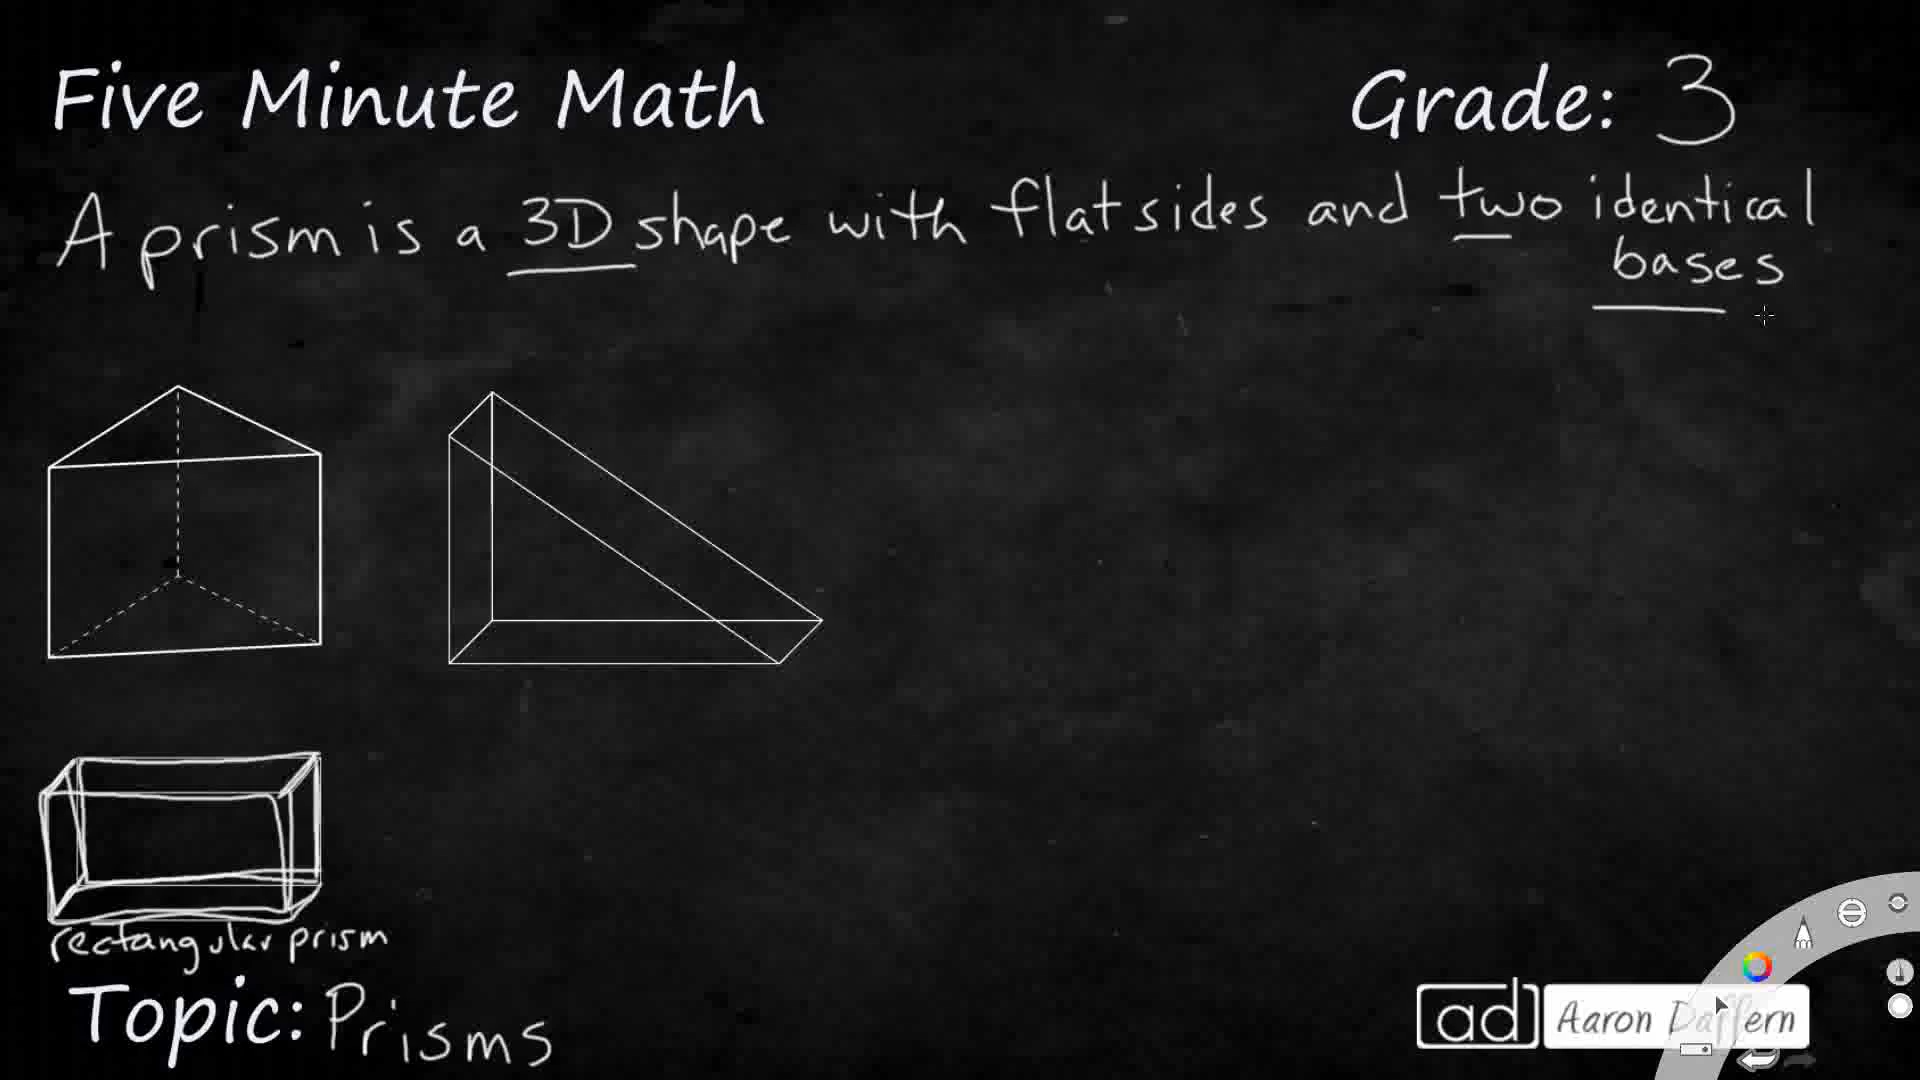 Five Minute Math
Grade: 3
A prism is a 3D shape with flat sides and two identical
bases
rectangular prism
Topic: Prisms
ad Aaron Daffern